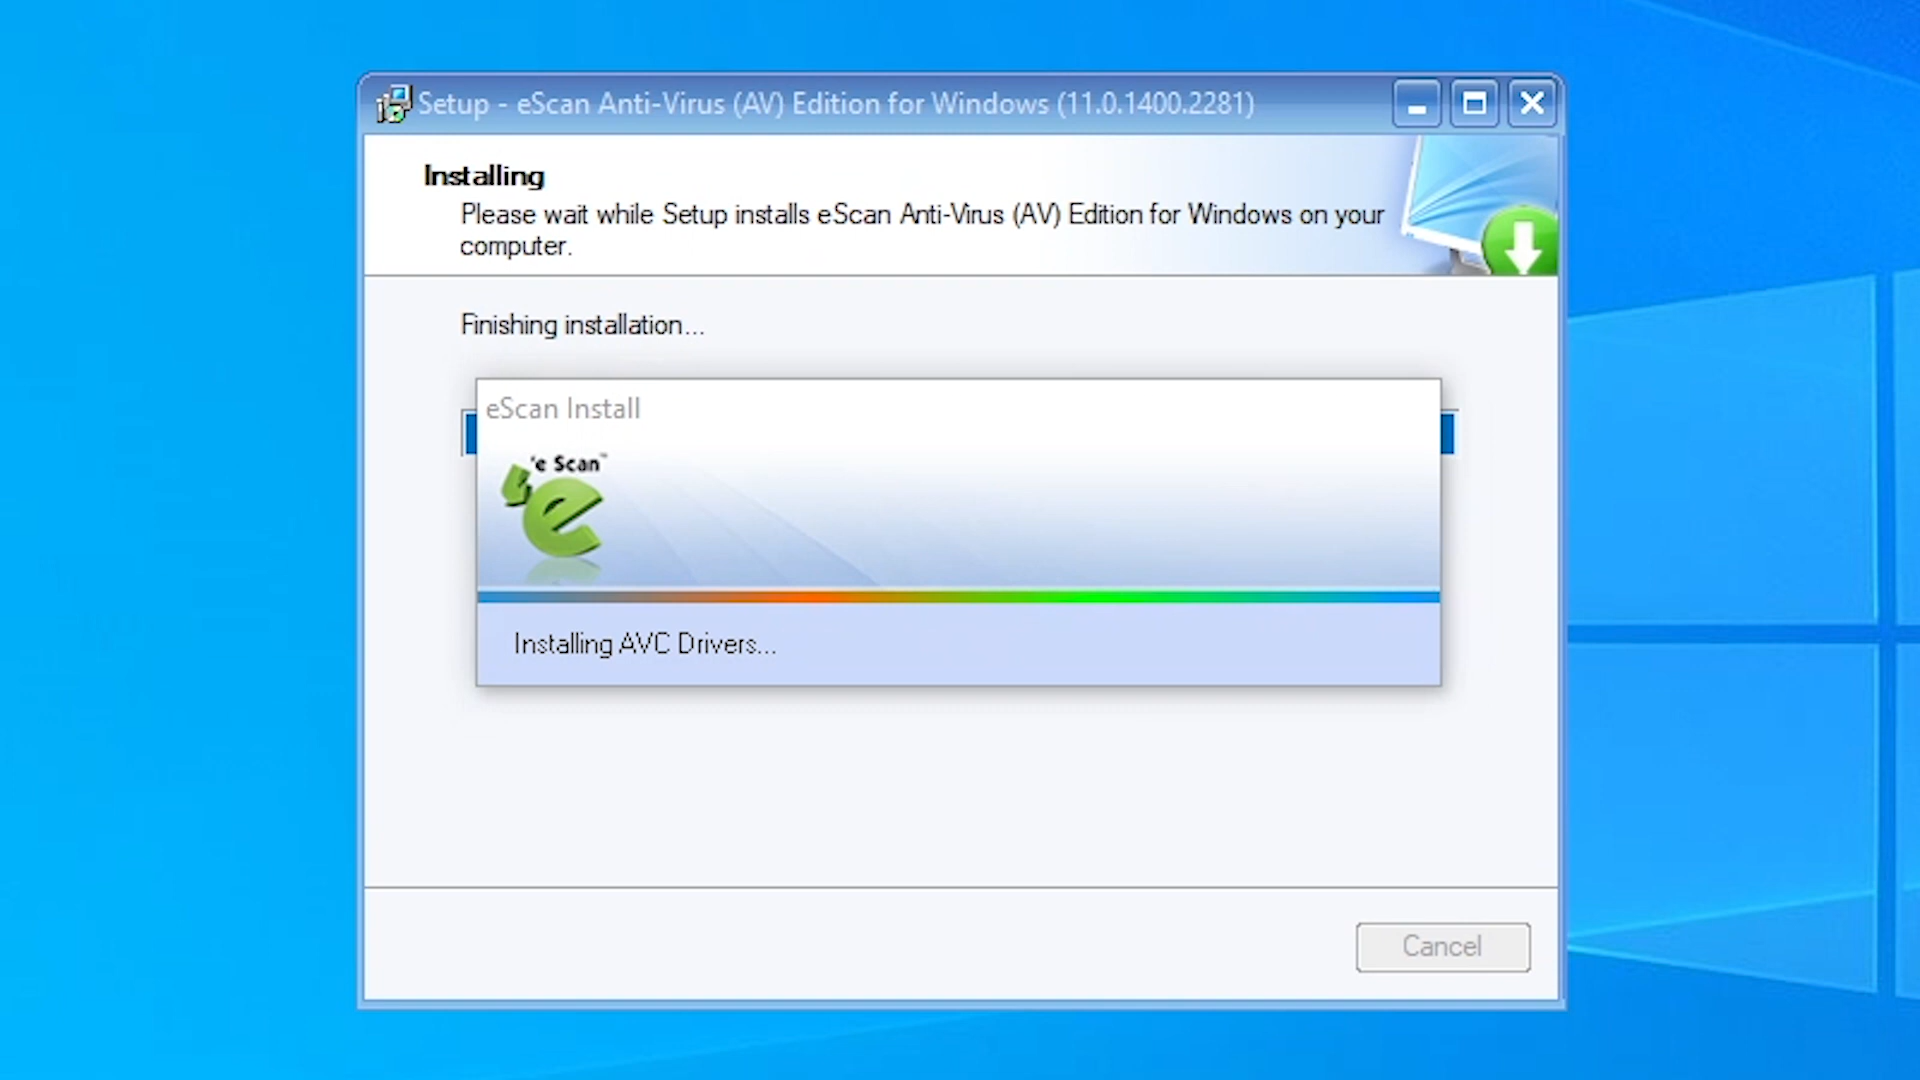 Setup - eScan Anti-Virus (AV) Edition for Windows (11.0.1400.2281)
Installing
Please wait while Setup installs eScan Anti-Virus (AV) Edition for Windows on your
computer.
Finishing installation...
eScan Install
e Scan™
Installing AVC Drivers...
Cancel